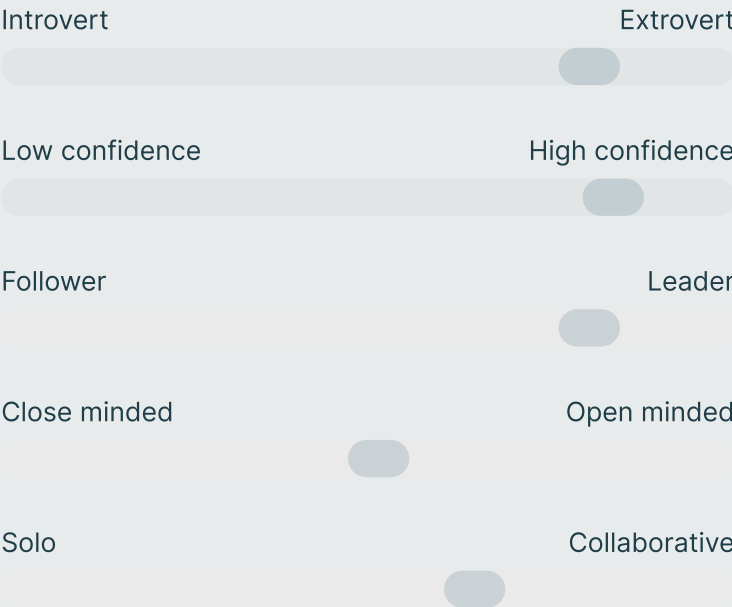 Introvert Extrovert
Low confidence High confidence
Follower Leader
Close minded Open minded
Solo Collaborative